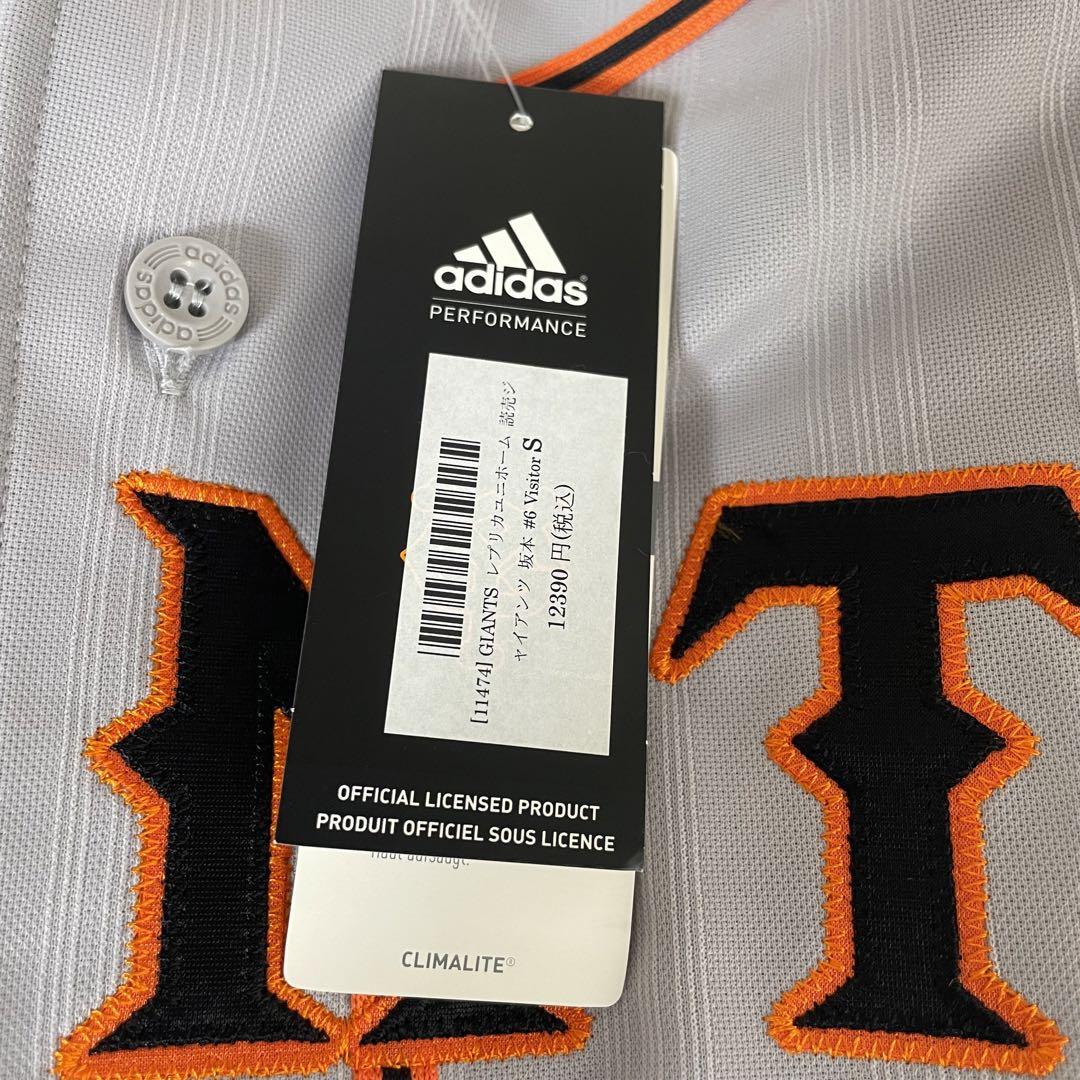 adidas
adidas
adidas®
PERFORMANCE
[11474] GIANTS レプリカユニホーム 読売ジ
ャイアンツ 坂本 #6 Visitor S
12390 円(税込)
OFFICIAL LICENSED PRODUCT
PRODUIT OFFICIEL SOUS LICENCE
CLIMALITE®
T